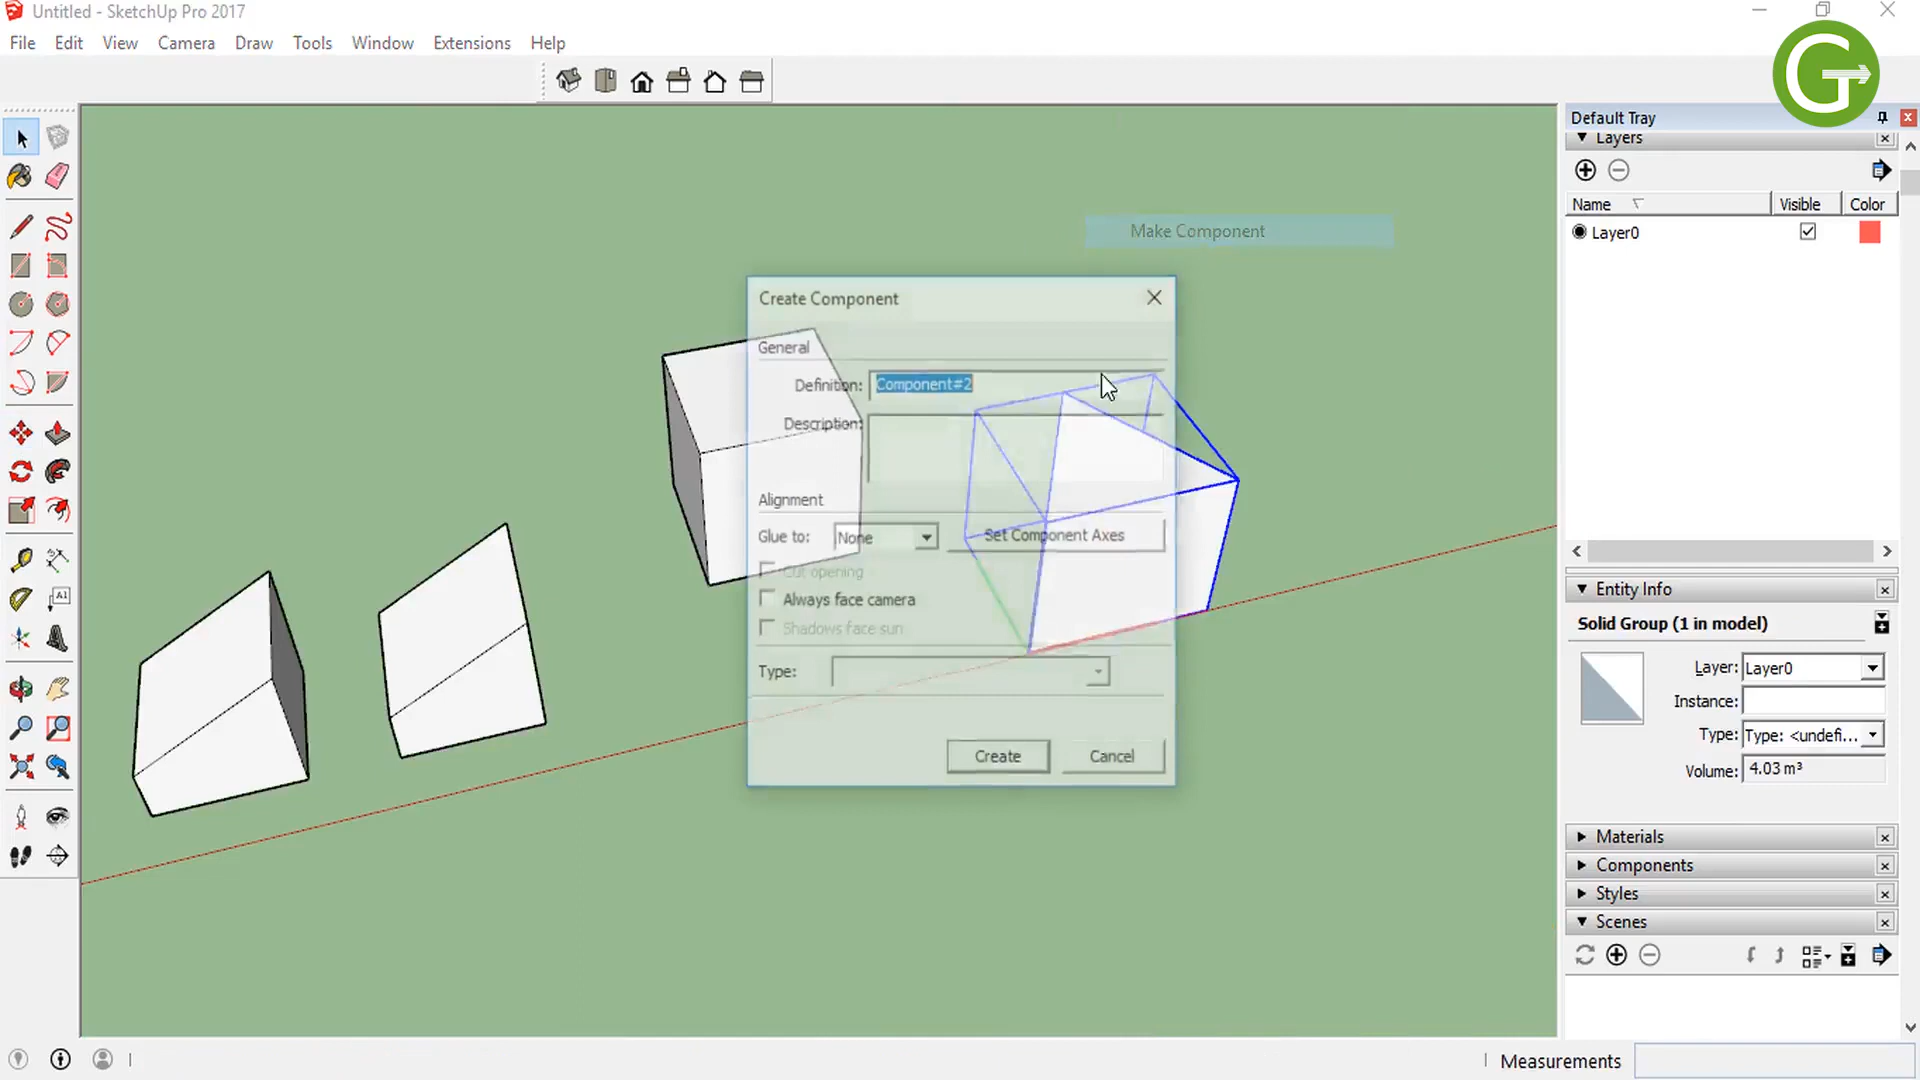 Untitled - SketchUp Pro 2017
File Edit View Camera Draw Tools Window Extensions Help
G
Default Tray
Layers
Name Visible Color
Layer0
Make Component
Create Component
General
Definition: Component#2
Description:
Alignment
Glue to: None Set Component Axes
Cut opening
Always face camera
Shadows face sun
Type:
Create Cancel
Entity Info
Solid Group (1 in model)
Layer: Layer0
Instance:
Type: Type: <undefi...
Volume: 4.03 m³
Materials
Components
Styles
Scenes
A1
Measurements